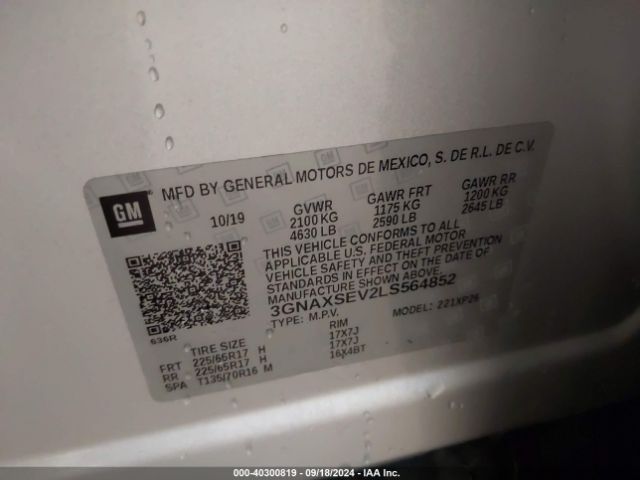 MFD BY GENERAL MOTORS DE MEXICO, S. DE R.L. DE C.V.
GM
10/19 GVWR GAWR FRT GAWR RR
2100 KG 1175 KG 1200 KG
4630 LB 2590 LB 2645 LB
THIS VEHICLE CONFORMS TO ALL
APPLICABLE U.S. FEDERAL MOTOR
VEHICLE SAFETY AND THEFT PREVENTION
STANDARDS IN EFFECT ON THE DATE OF
MANUFACTURE SHOWN ABOVE.
3GNAXSEV2LS564852
TYPE: M.P.V. MODEL: 221XP26
636R
TIRE SIZE RIM
FRT 225/65R17 H 17X7J
RR 225/65R17 H 17X7J
SPA T135/70R16 M 16X4BT
000-40300819 - 09/18/2024 - IAA Inc.